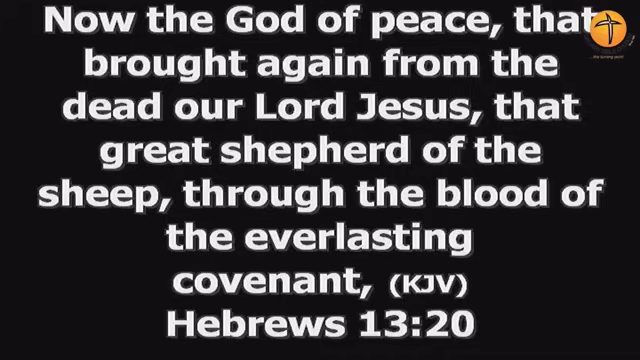 Now the God of peace, that
brought again from the
dead our Lord Jesus, that
great shepherd of the
sheep, through the blood of
the everlasting
covenant, (KJV)
Hebrews 13:20